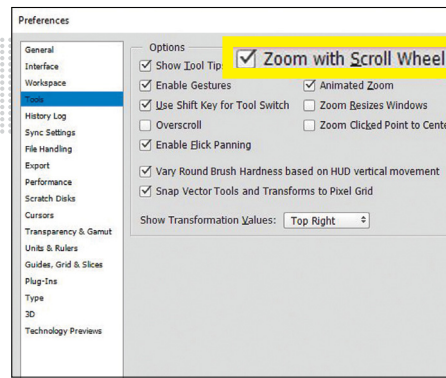 Preferences
General
Interface
Workspace
Tools
History Log
Sync Settings
File Handling
Export
Performance
Scratch Disks
Cursors
Transparency & Gamut
Units & Rulers
Guides, Grid & Slices
Plug-Ins
Type
3D
Technology Previews
Options
Show Tool Tip
Zoom with Scroll Wheel
Enable Gestures
Animated Zoom
Use Shift Key for Tool Switch
Zoom Resizes Windows
Overscroll
Zoom Clicked Point to Cente
Enable Flick Panning
Vary Round Brush Hardness based on HUD vertical movement
Snap Vector Tools and Transforms to Pixel Grid
Show Transformation Values:
Top Right